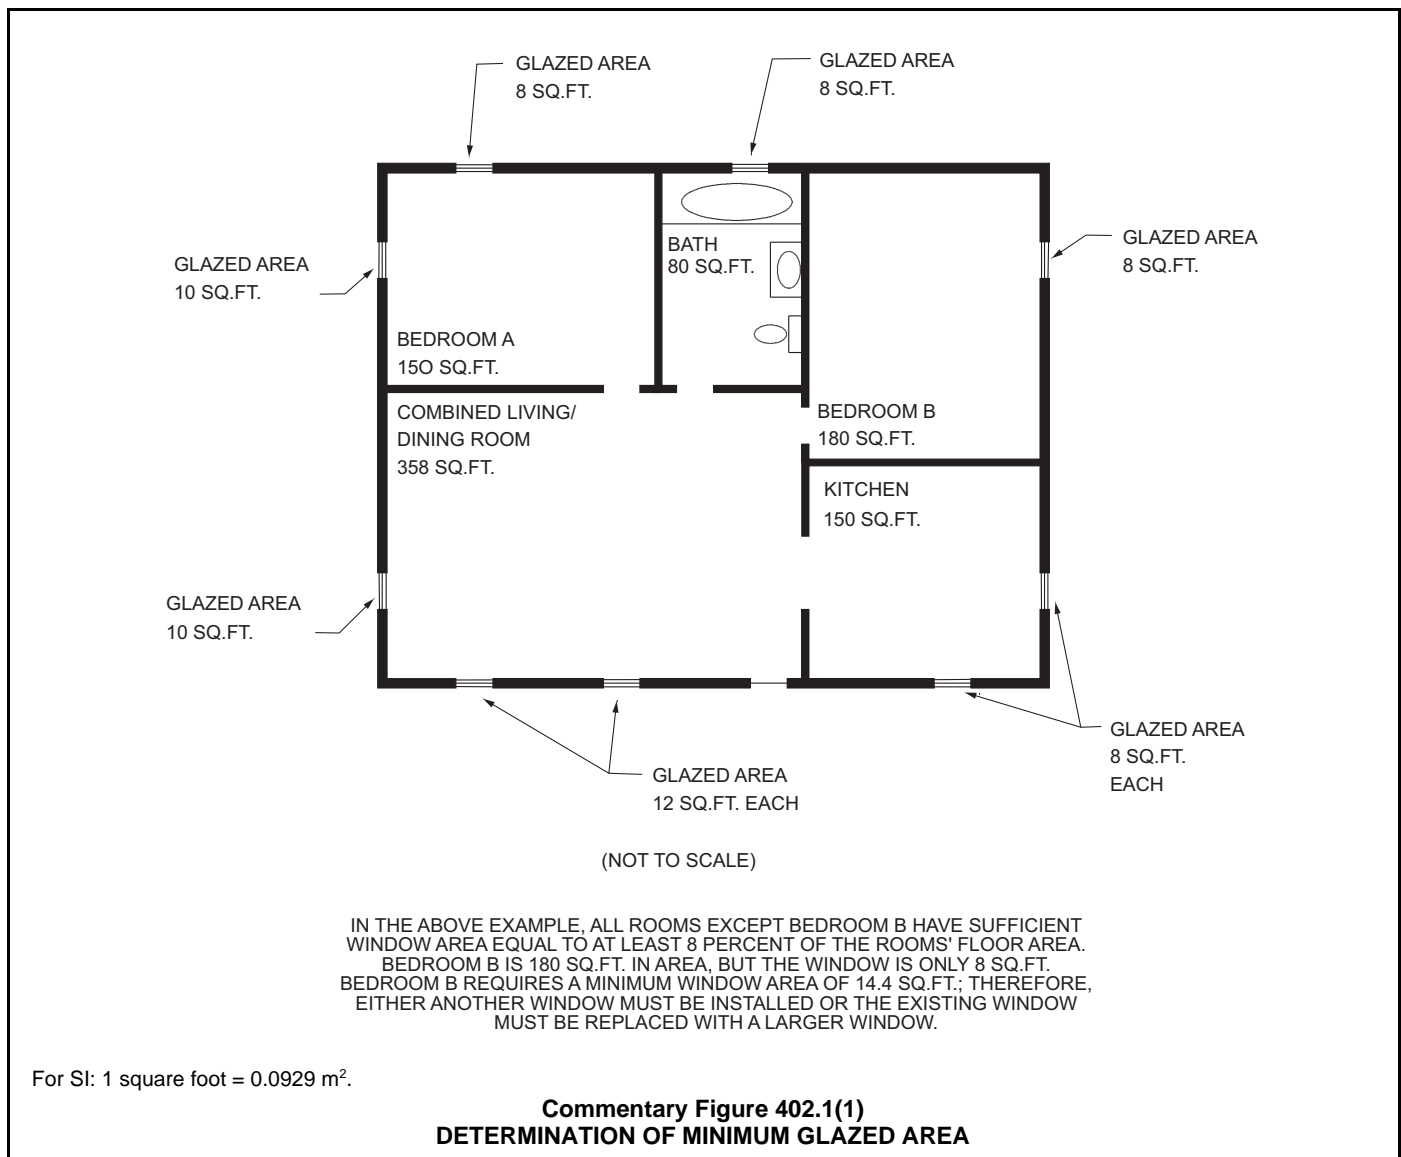 GLAZED AREA
8 SQ.FT.
GLAZED AREA
8 SQ.FT.
GLAZED AREA
10 SQ.FT.
BATH
80 SQ.FT.
GLAZED AREA
8 SQ.FT.
BEDROOM A
15O SQ.FT.
COMBINED LIVING/
DINING ROOM
358 SQ.FT.
BEDROOM B
180 SQ.FT.
KITCHEN
150 SQ.FT.
GLAZED AREA
10 SQ.FT.
GLAZED AREA
12 SQ.FT. EACH
GLAZED AREA
8 SQ.FT.
EACH
(NOT TO SCALE)
IN THE ABOVE EXAMPLE, ALL ROOMS EXCEPT BEDROOM B HAVE SUFFICIENT
WINDOW AREA EQUAL TO AT LEAST 8 PERCENT OF THE ROOMS' FLOOR AREA.
BEDROOM B IS 180 SQ.FT. IN AREA, BUT THE WINDOW IS ONLY 8 SQ.FT.
BEDROOM B REQUIRES A MINIMUM WINDOW AREA OF 14.4 SQ.FT.; THEREFORE,
EITHER ANOTHER WINDOW MUST BE INSTALLED OR THE EXISTING WINDOW
MUST BE REPLACED WITH A LARGER WINDOW.
For SI: 1 square foot = 0.0929 m².
Commentary Figure 402.1(1)
DETERMINATION OF MINIMUM GLAZED AREA